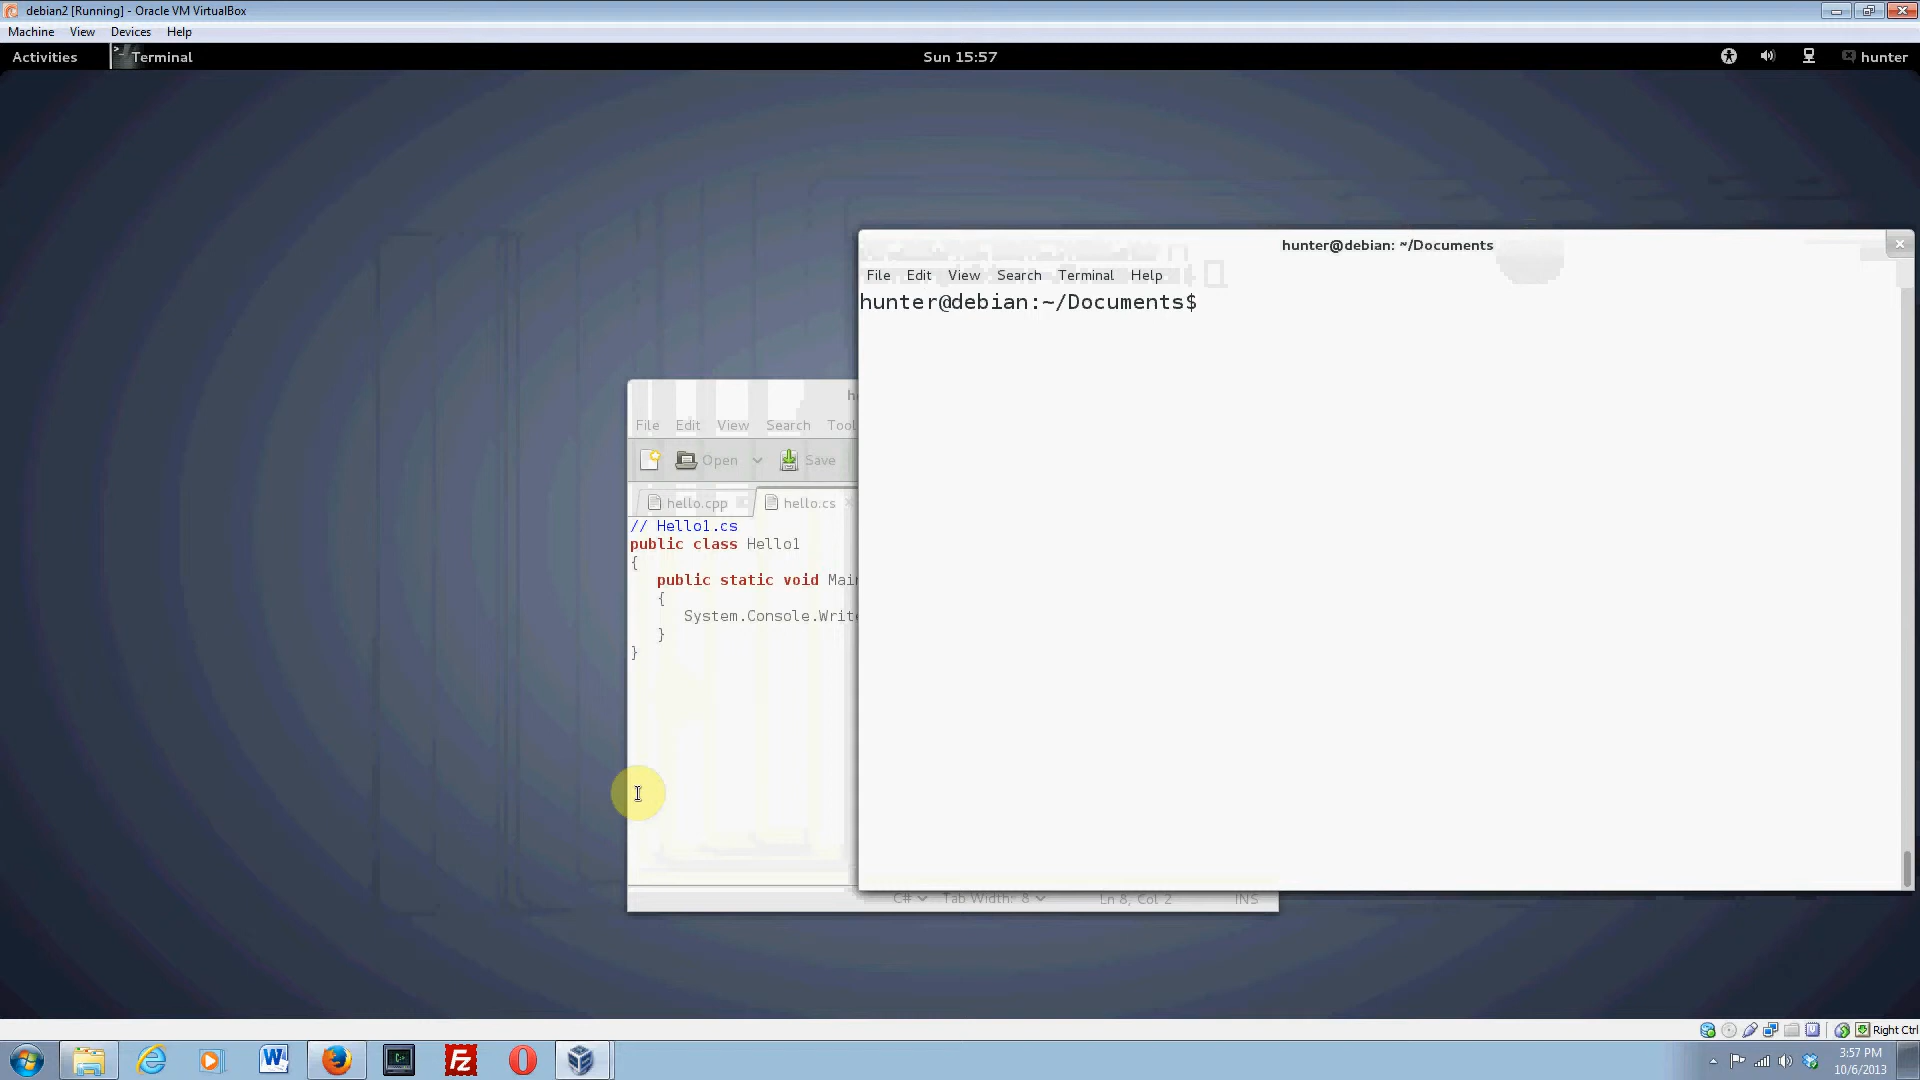 debian2 [Running] - Oracle VM VirtualBox
Machine View Devices Help
Activities Terminal Sun 15:57 hunter
hunter@debian: ~/Documents
File Edit View Search Terminal Help
hunter@debian:~/Documents$
File Edit View Search
Open Save
hello.cpp hello.cs
// Hello1.cs
public class Hello1
{
public static void
{
System.Console.
}
}
C# Tab Width: 8 Ln 8, Col 2 INS
Right Ctrl
3:57 PM
10/6/2013